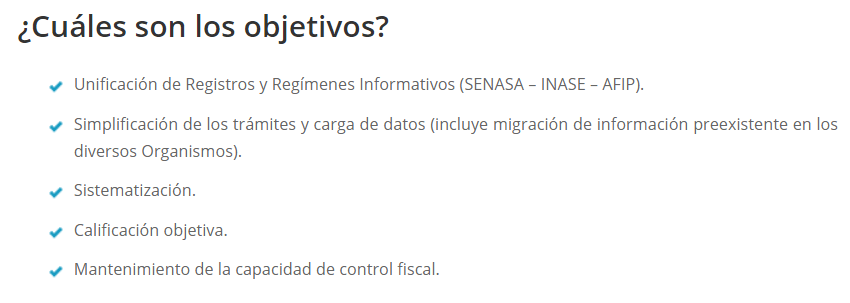 ¿Cuáles son los objetivos?
Unificación de Registros y Regímenes Informativos (SENASA – INASE – AFIP).
Simplificación de los trámites y carga de datos (incluye migración de información preexistente en los
diversos Organismos).
Sistematización.
Calificación objetiva.
Mantenimiento de la capacidad de control fiscal.